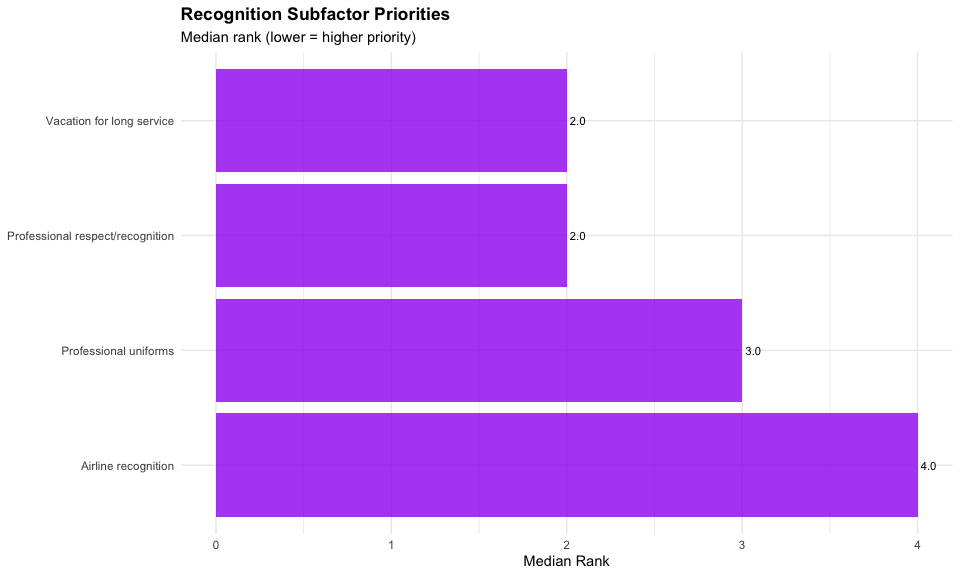 Recognition Subfactor Priorities
Median rank (lower = higher priority)
Vacation for long service
2.0
Professional respect/recognition
2.0
Professional uniforms
3.0
Airline recognition
4.0
0 1 2 3 4
Median Rank